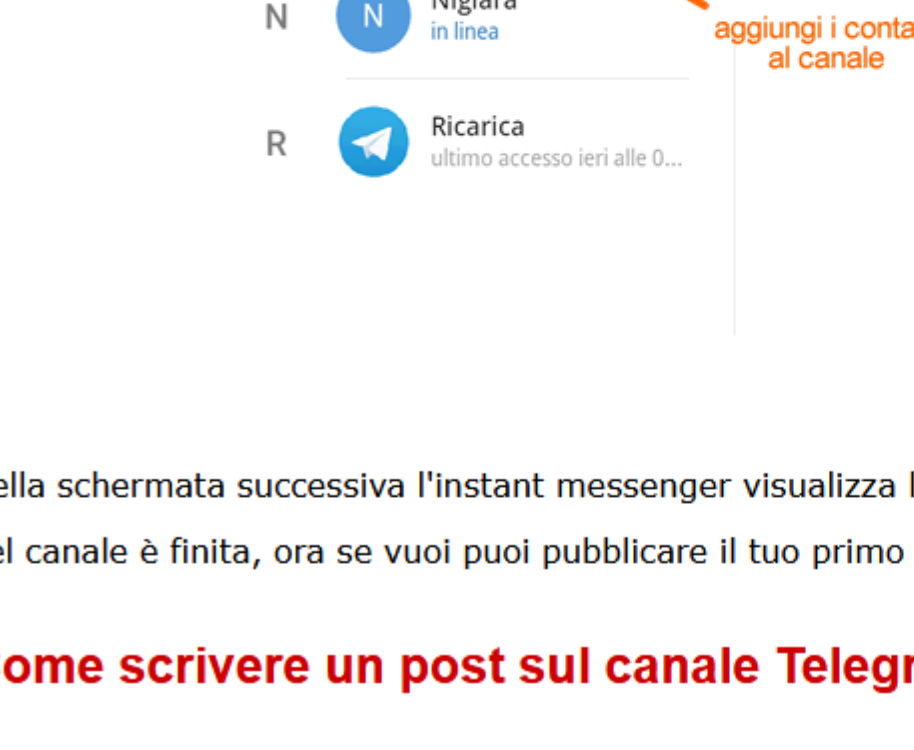 N
N
in linea
aggiungi i conta
al canale
R
Ricarica
ultimo accesso ieri alle 0...
ella schermata successiva l'instant messenger visualizza
el canale è finita, ora se vuoi puoi pubblicare il tuo primo
ome scrivere un post sul canale Telegr